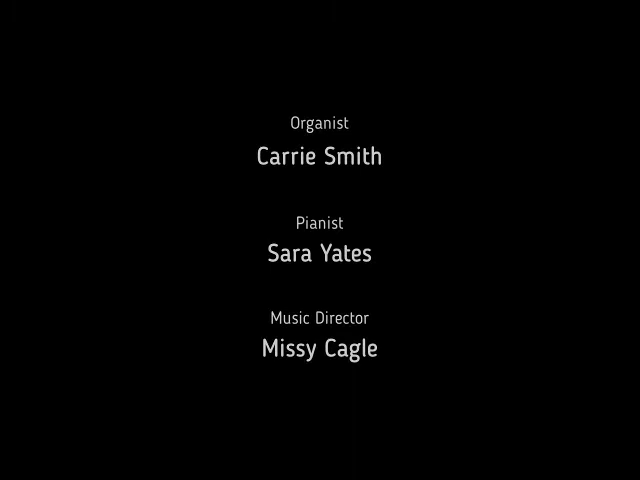 Organist
Carrie Smith
Pianist
Sara Yates
Music Director
Missy Cagle